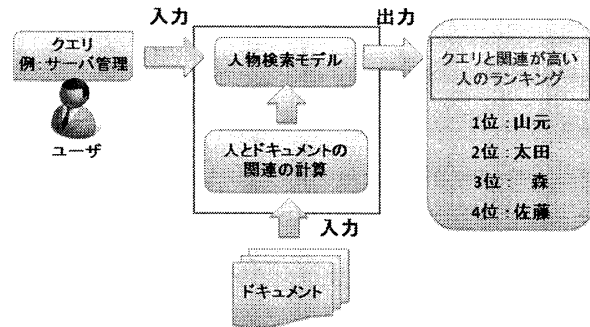 クエリ
例:サーバ管理
ユーザ
入力
人物検索モデル
人とドキュメントの
関連の計算
入力
ドキュメント
出力
クエリと関連が高い
人のランキング
1位:山元
2位:太田
3位: 森
4位:佐藤